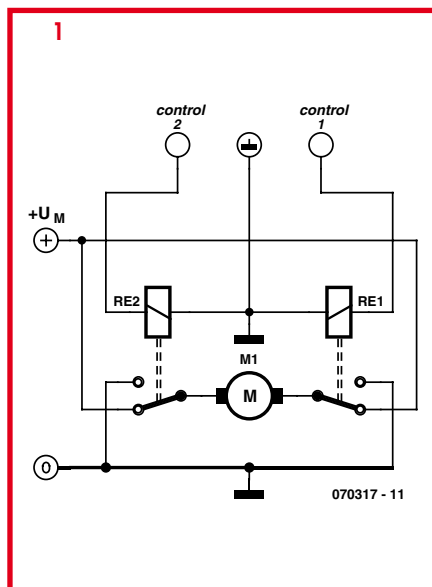 1
control
2
control
1
+U M
RE2
RE1
M1
M
0
070317 - 11